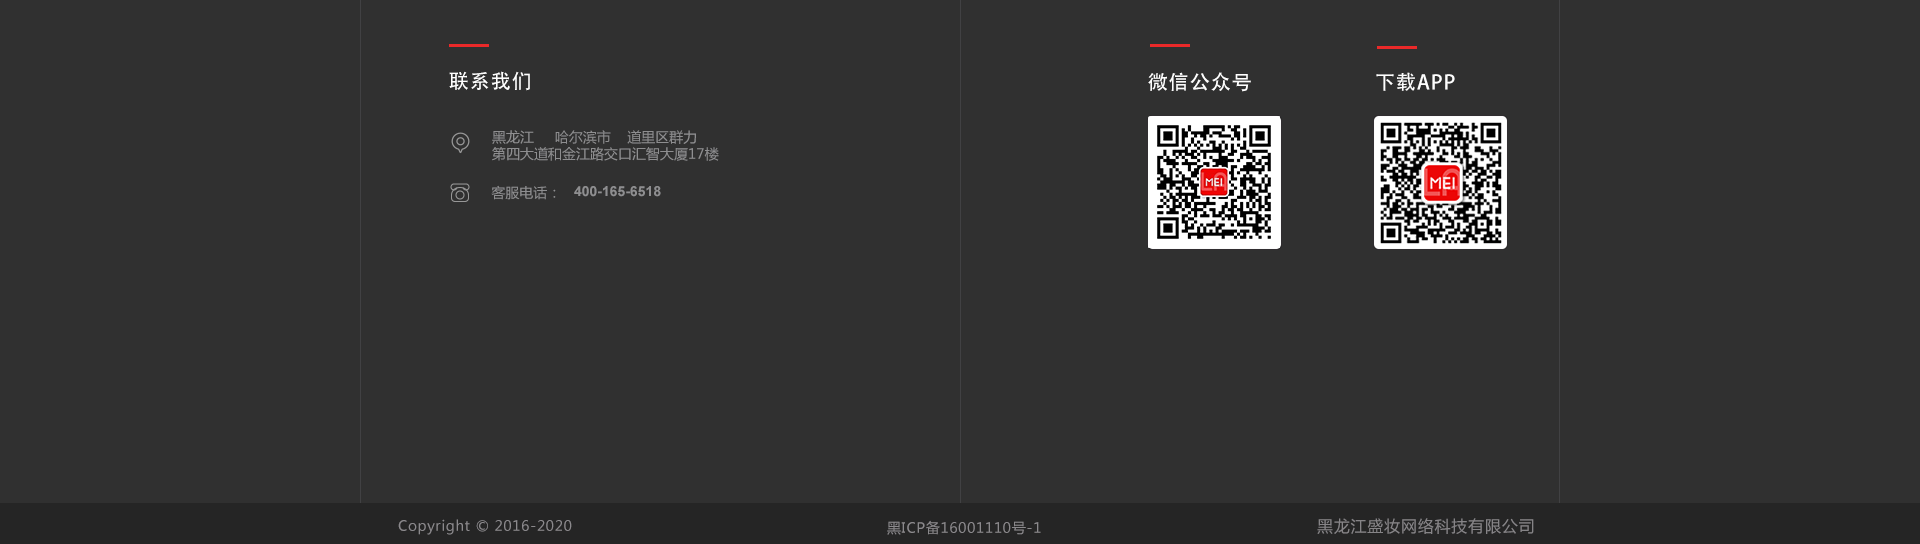 联系我们
黑龙江 哈尔滨市 道里区群力
第四大道和金江路交口汇智大厦17楼
客服电话： 400-165-6518
微信公众号
下载APP
MEI
MEI
Copyright © 2016-2020
黑ICP备16001110号-1
黑龙江盛妆网络科技有限公司